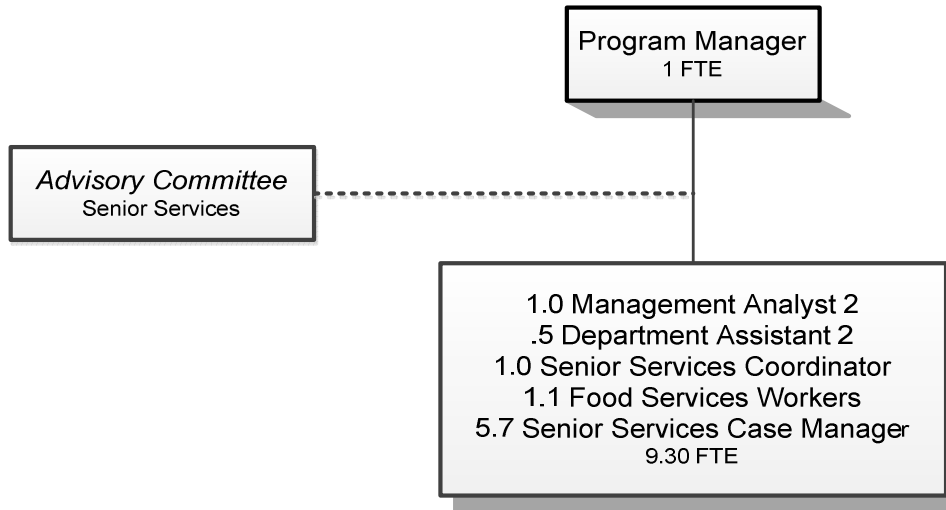 Program Manager
1 FTE
Advisory Committee
Senior Services
1.0 Management Analyst 2
.5 Department Assistant 2
1.0 Senior Services Coordinator
1.1 Food Services Workers
5.7 Senior Services Case Manager
9.30 FTE